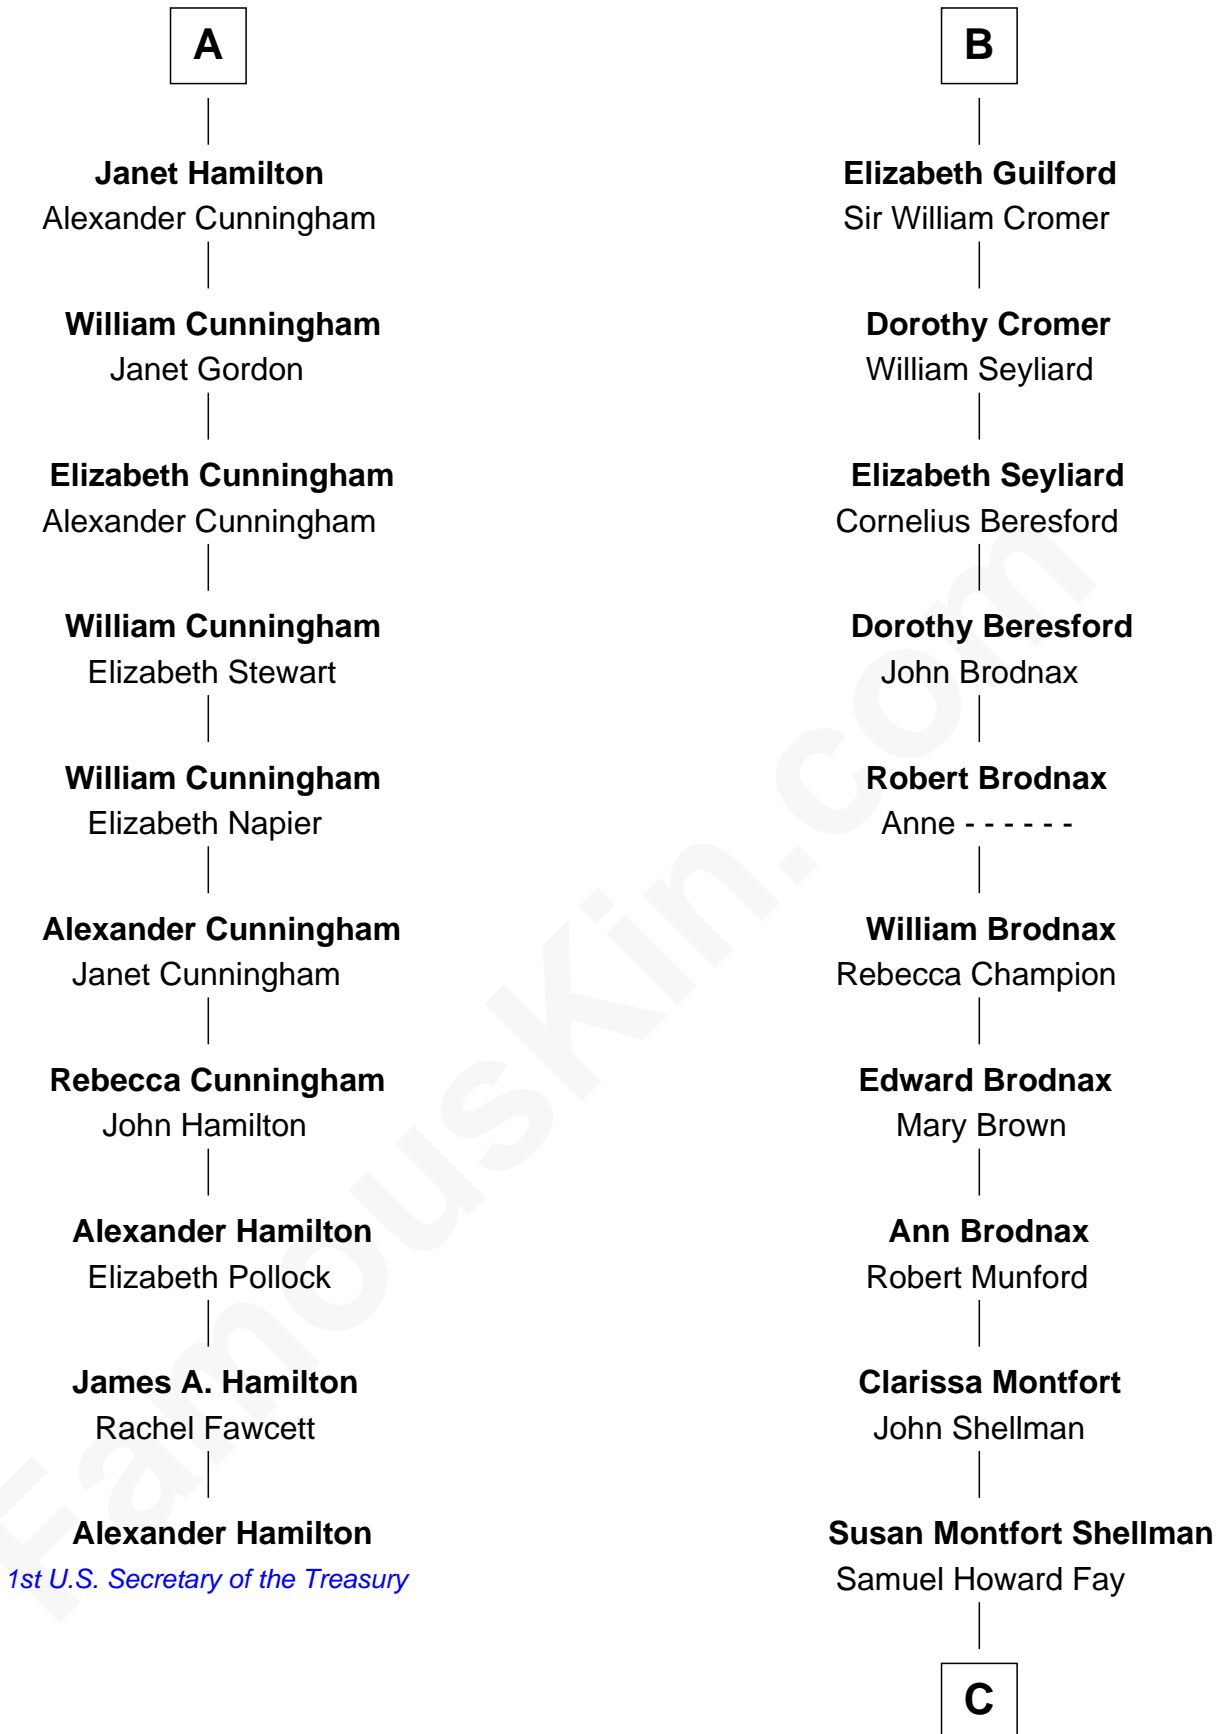 A
Janet Hamilton
Alexander Cunningham
William Cunningham
Janet Gordon
Elizabeth Cunningham
Alexander Cunningham
William Cunningham
Elizabeth Stewart
William Cunningham
Elizabeth Napier
Alexander Cunningham
Janet Cunningham
Rebecca Cunningham
John Hamilton
Alexander Hamilton
Elizabeth Pollock
James A. Hamilton
Rachel Fawcett
Alexander Hamilton
1st U.S. Secretary of the Treasury
B
Elizabeth Guilford
Sir William Cromer
Dorothy Cromer
William Seyliard
Elizabeth Seyliard
Cornelius Beresford
Dorothy Beresford
John Brodnax
Robert Brodnax
Anne - - - - - -
William Brodnax
Rebecca Champion
Edward Brodnax
Mary Brown
Ann Brodnax
Robert Munford
Clarissa Montfort
John Shellman
Susan Montfort Shellman
Samuel Howard Fay
C
FamousKin.com